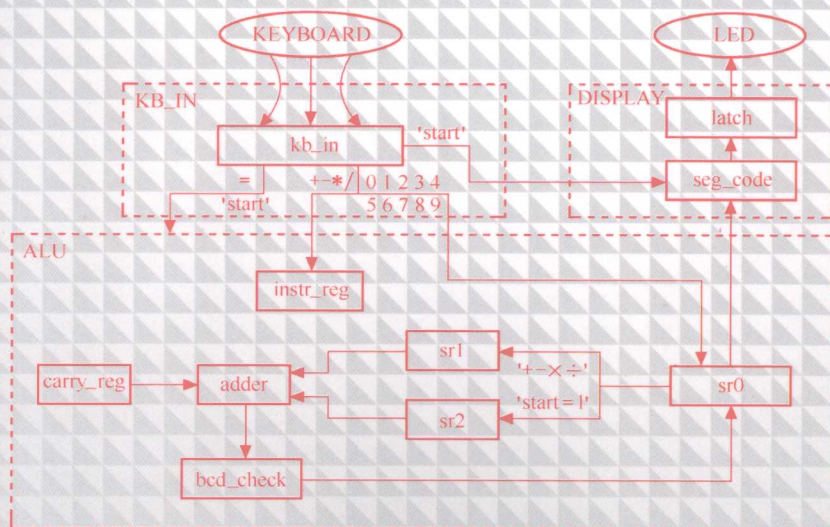 KEYBOARD
LED
KB_IN
DISPLAY
latch
kb_in
'start'
seg_code
=
'start'
+-*/
0 1 2 3 4
5 6 7 8 9
ALU
instr_reg
sr1
'+-×÷'
carry_reg
adder
sr0
'start=1'
sr2
bcd_check